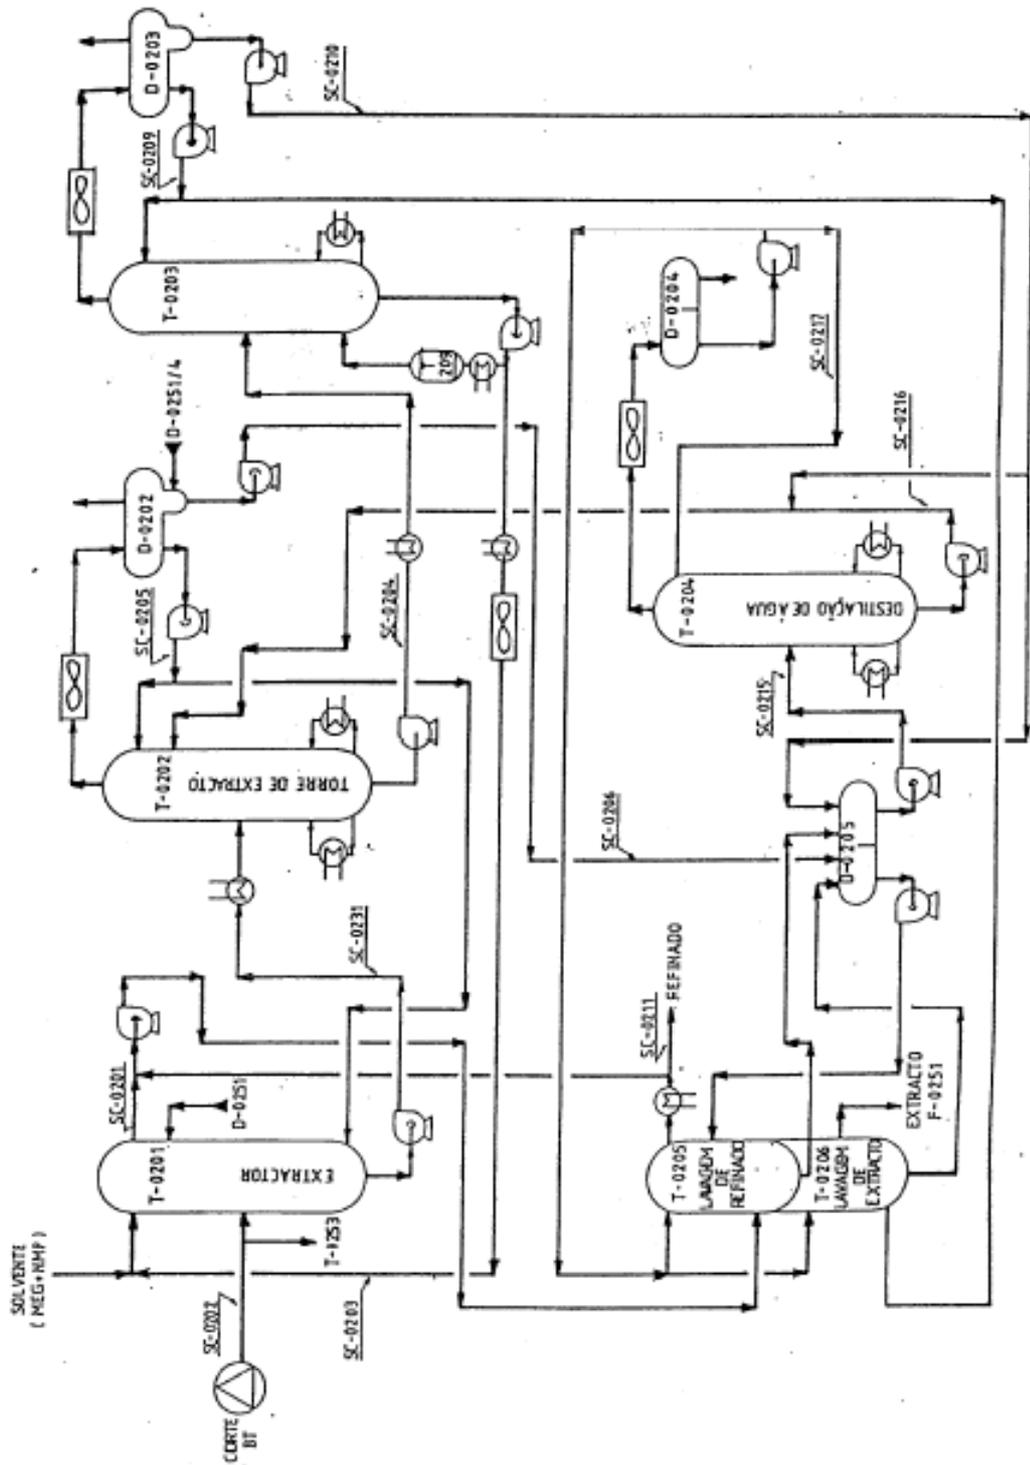 SOLVENTE
( MEG+NMP )
SC-0202
CORTE
BT
T-0201
EXTRACTOR
T-0253
SC-0203
SC-0201
D-0251
SC-0231
T-0202
TORRE DE EXTRACTO
SC-0205
D-0202
D-0251/4
SC-0204
T-0203
T
209
SC-0209
D-0203
SC-0210
T-0205
LAVAGEM
DE
REFINADO
T-0206
LAVAGEM
DE
EXTRACTO
SC-0211
REFINADO
EXTRACTO
F-0251
SC-0206
D-0205
SC-0215
T-0204
DESTILAÇÃO DE ÁGUA
D-0204
SC-0217
SC-0216